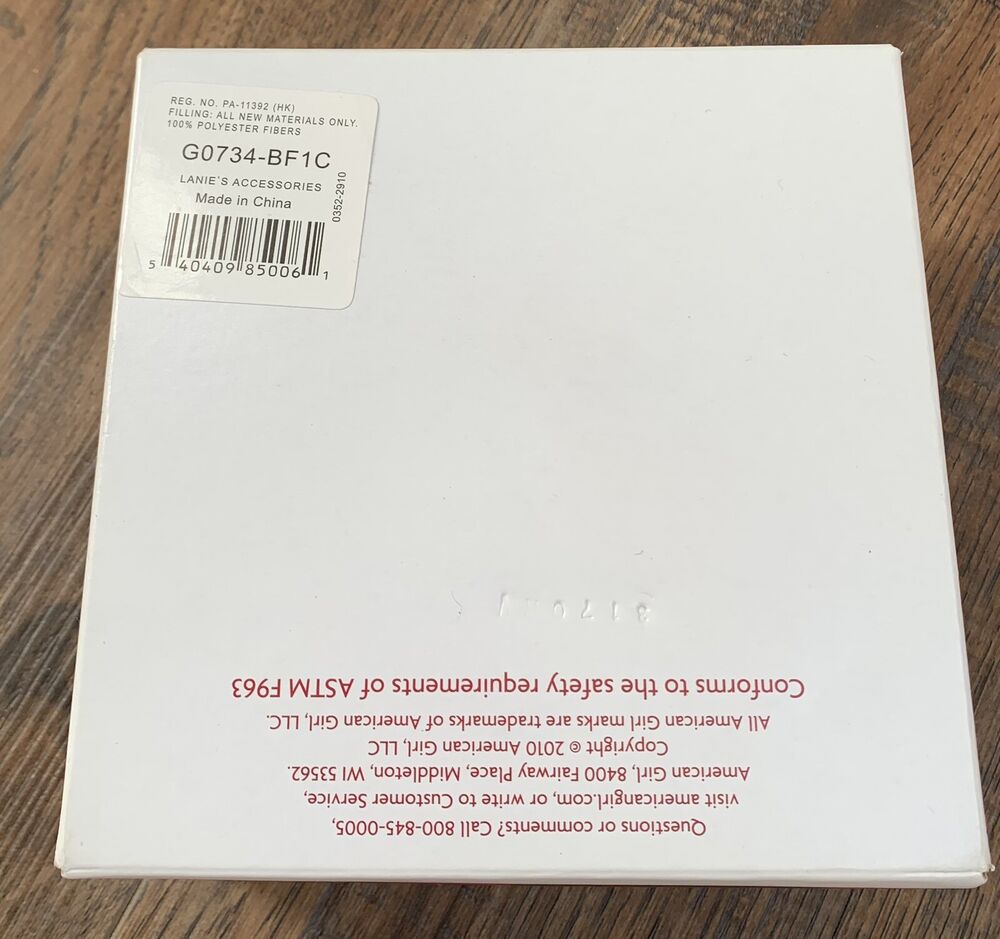 REG. NO. PA-11392 (HK)
FILLING: ALL NEW MATERIALS ONLY.
100% POLYESTER FIBERS
G0734-BF1C
LANIE'S ACCESSORIES
Made in China
0352-2910
5 40409 85006 1
Questions or comments? Call 800-845-0005,
visit americangirl.com, or write to Customer Service,
American Girl, 8400 Fairway Place, Middleton, WI 53562.
Copyright © 2010 American Girl, LLC
All American Girl marks are trademarks of American Girl, LLC.
Conforms to the safety requirements of ASTM F963